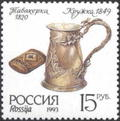 Табакерка, Кружка, 1849
1820
РОССИЯ 15 РУБ.
Rossija 1993